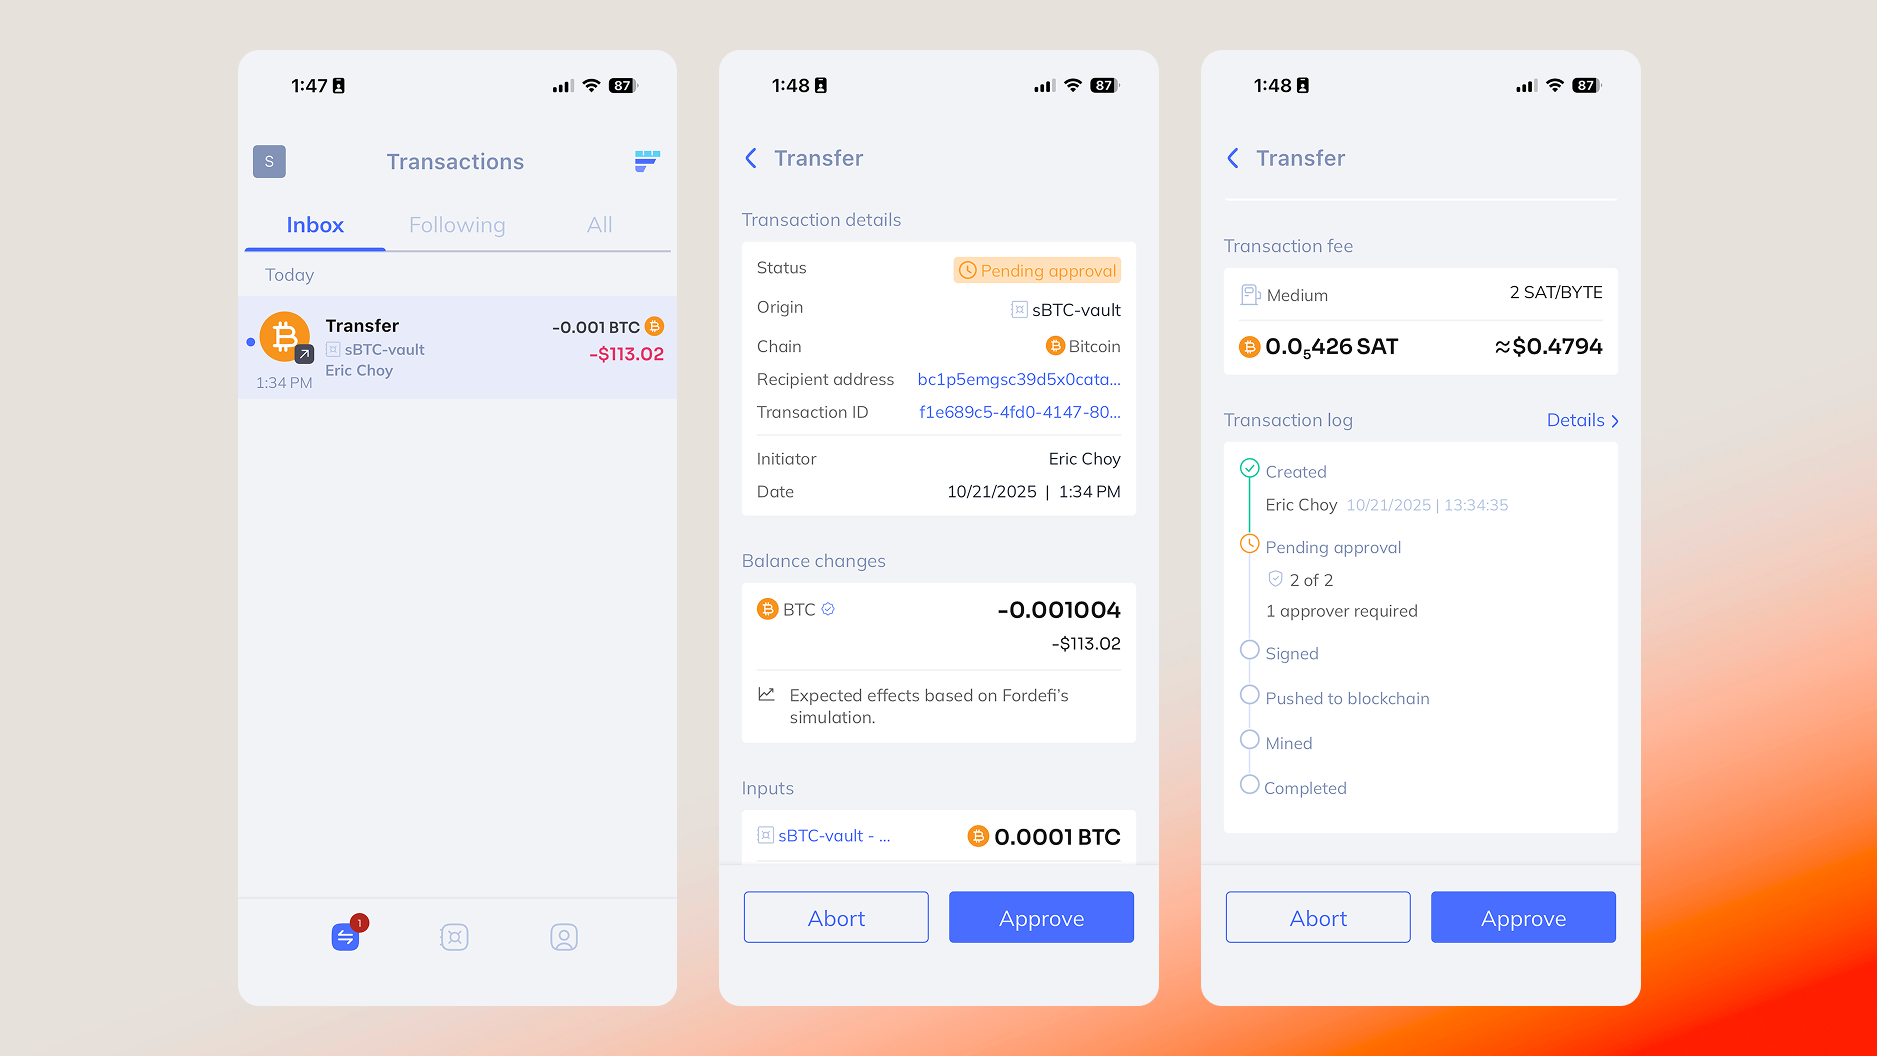 1:47
87
S
Transactions
Inbox
Following
All
Today
Transfer
-0.001 BTC
sBTC-vault
-$113.02
Eric Choy
1:34 PM
1
1:48
87
Transfer
Transaction details
Status
Pending approval
Origin
sBTC-vault
Chain
Bitcoin
Recipient address
bc1p5emgsc39d5x0cata...
Transaction ID
f1e689c5-4fd0-4147-80...
Initiator
Eric Choy
Date
10/21/2025 | 1:34 PM
Balance changes
BTC
-0.001004
-$113.02
Expected effects based on Fordefi's
simulation.
Inputs
sBTC-vault - ...
0.0001 BTC
Abort
Approve
1:48
87
Transfer
Transaction fee
Medium
2 SAT/BYTE
0.0₅426 SAT
≈$0.4794
Transaction log
Details
Created
Eric Choy 10/21/2025 | 13:34:35
Pending approval
2 of 2
1 approver required
Signed
Pushed to blockchain
Mined
Completed
Abort
Approve